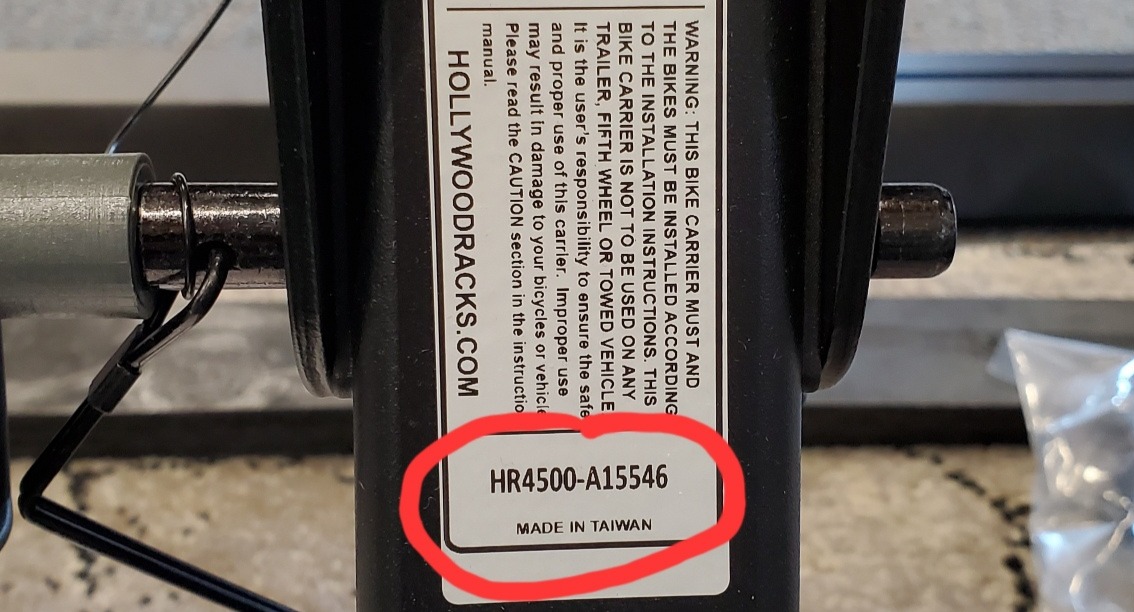 WARNING: THIS BIKE CARRIER MUST AND
THE BIKES MUST BE INSTALLED ACCORDING
TO THE INSTALLATION INSTRUCTIONS. THIS
BIKE CARRIER IS NOT TO BE USED ON ANY
TRAILER, FIFTH WHEEL OR TOWED VEHICLE
It is the user's responsibility to ensure the safe
and proper use of this carrier. Improper use
may result in damage to your bicycles or vehicle
Please read the CAUTION section in the instructio
manual.
HOLLYWOODRACKS.COM
HR4500-A15546
MADE IN TAIWAN